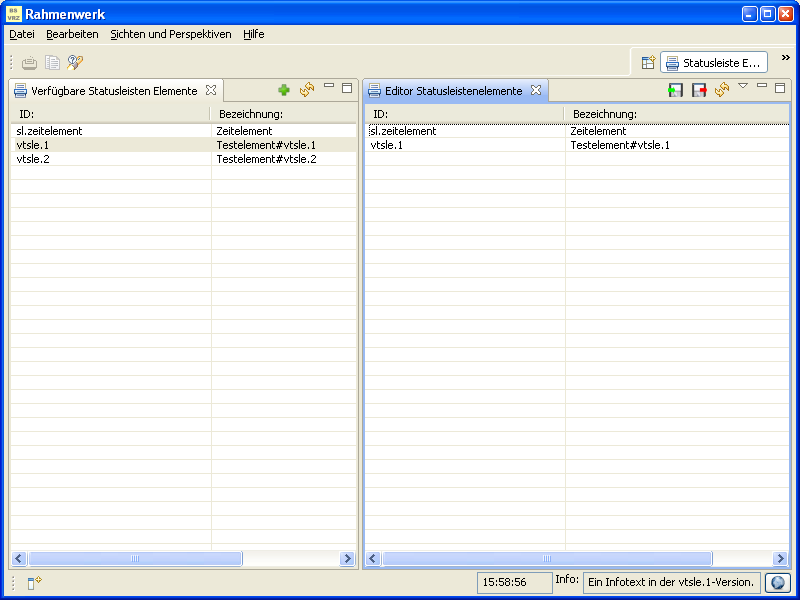 BS VRZ Rahmenwerk
Datei Bearbeiten Sichten und Perspektiven Hilfe
Statusleiste E... »
Verfügbare Statusleisten Elemente
ID: Bezeichnung:
sl.zeitelement Zeitelement
vtsle.1 Testelement#vtsle.1
vtsle.2 Testelement#vtsle.2
Editor Statusleistenelemente
ID: Bezeichnung:
sl.zeitelement Zeitelement
vtsle.1 Testelement#vtsle.1
15:58:56 Info: Ein Infotext in der vtsle.1-Version.